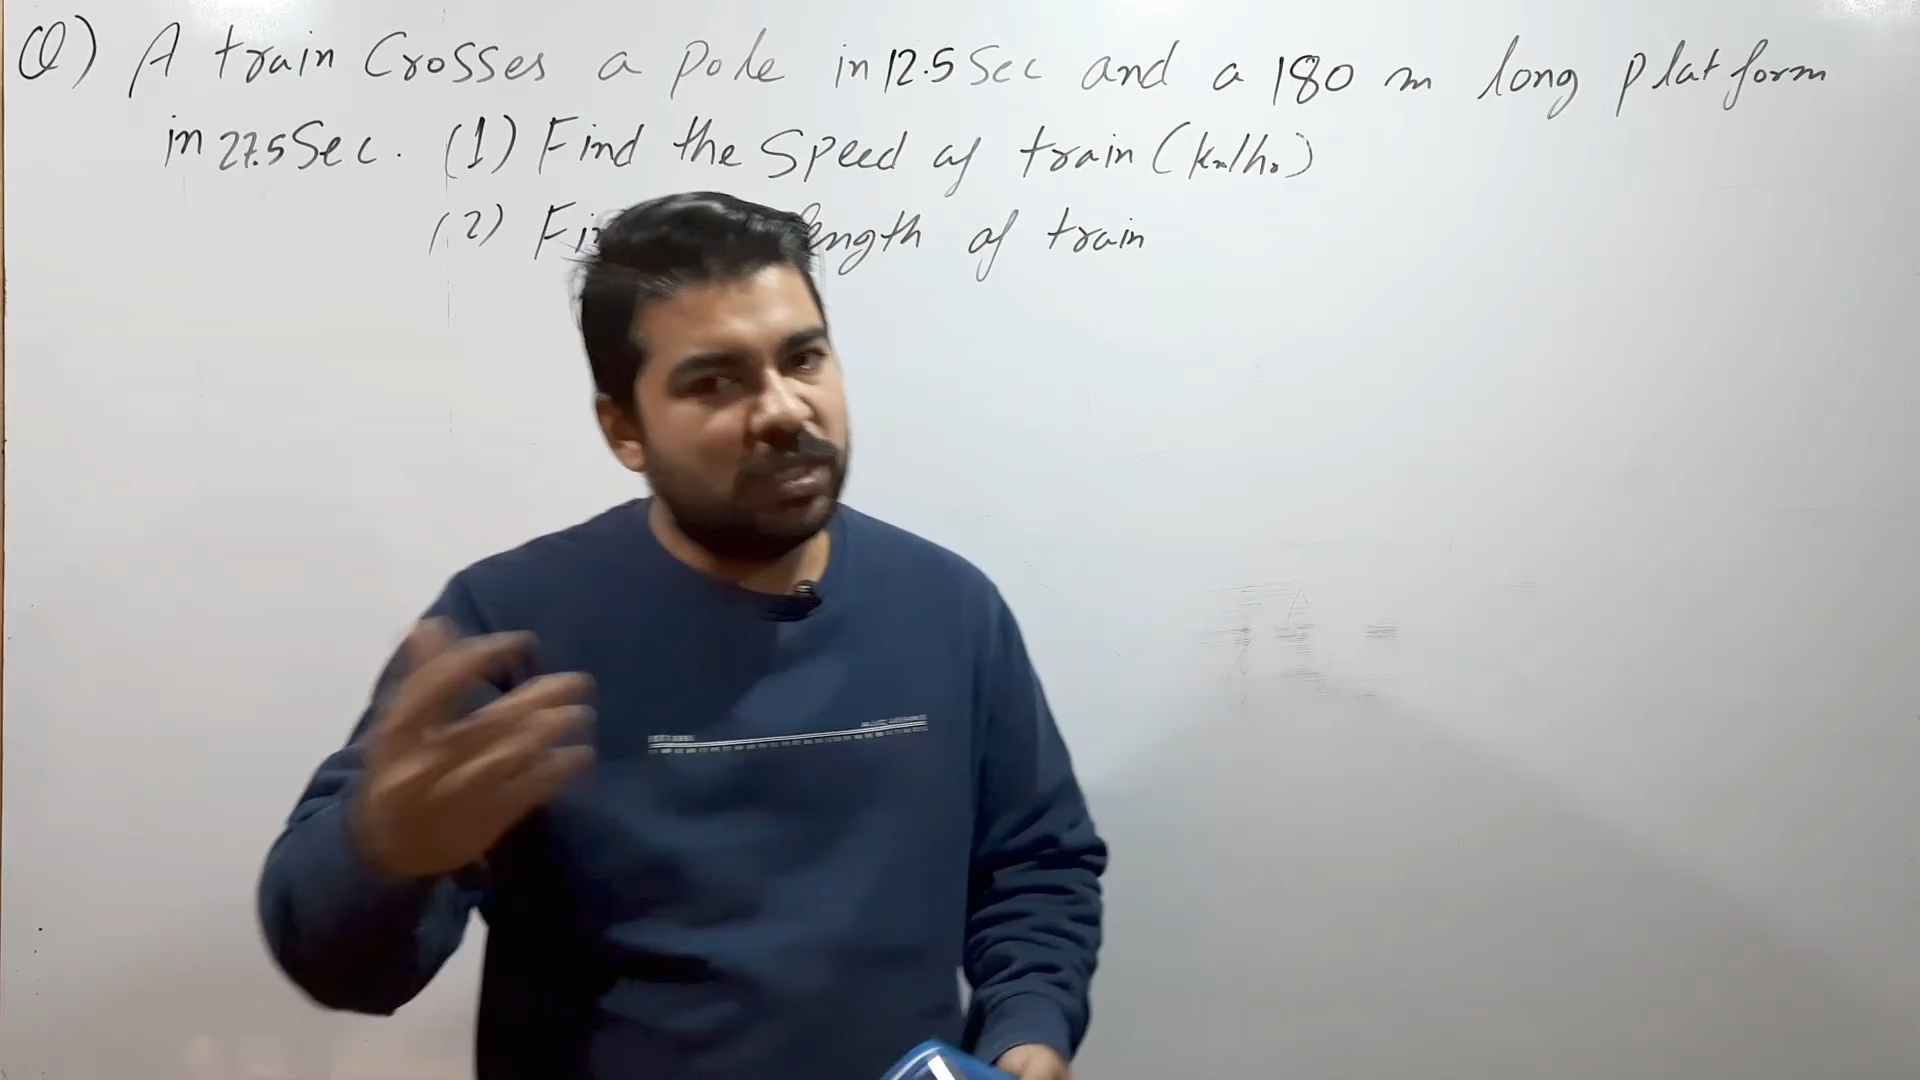 Q) A train Crosses a pole in 12.5 Sec and a 180 m long platform
in 27.5 Sec. (1) Find the Speed of train (km/hr)
(2) length of train